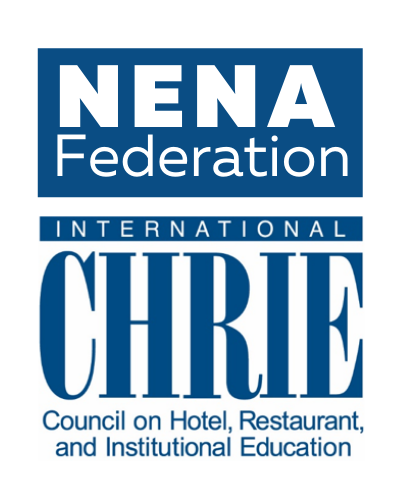 NENA
Federation
INTERNATIONAL
CHRIE
Council on Hotel, Restaurant,
and Institutional Education